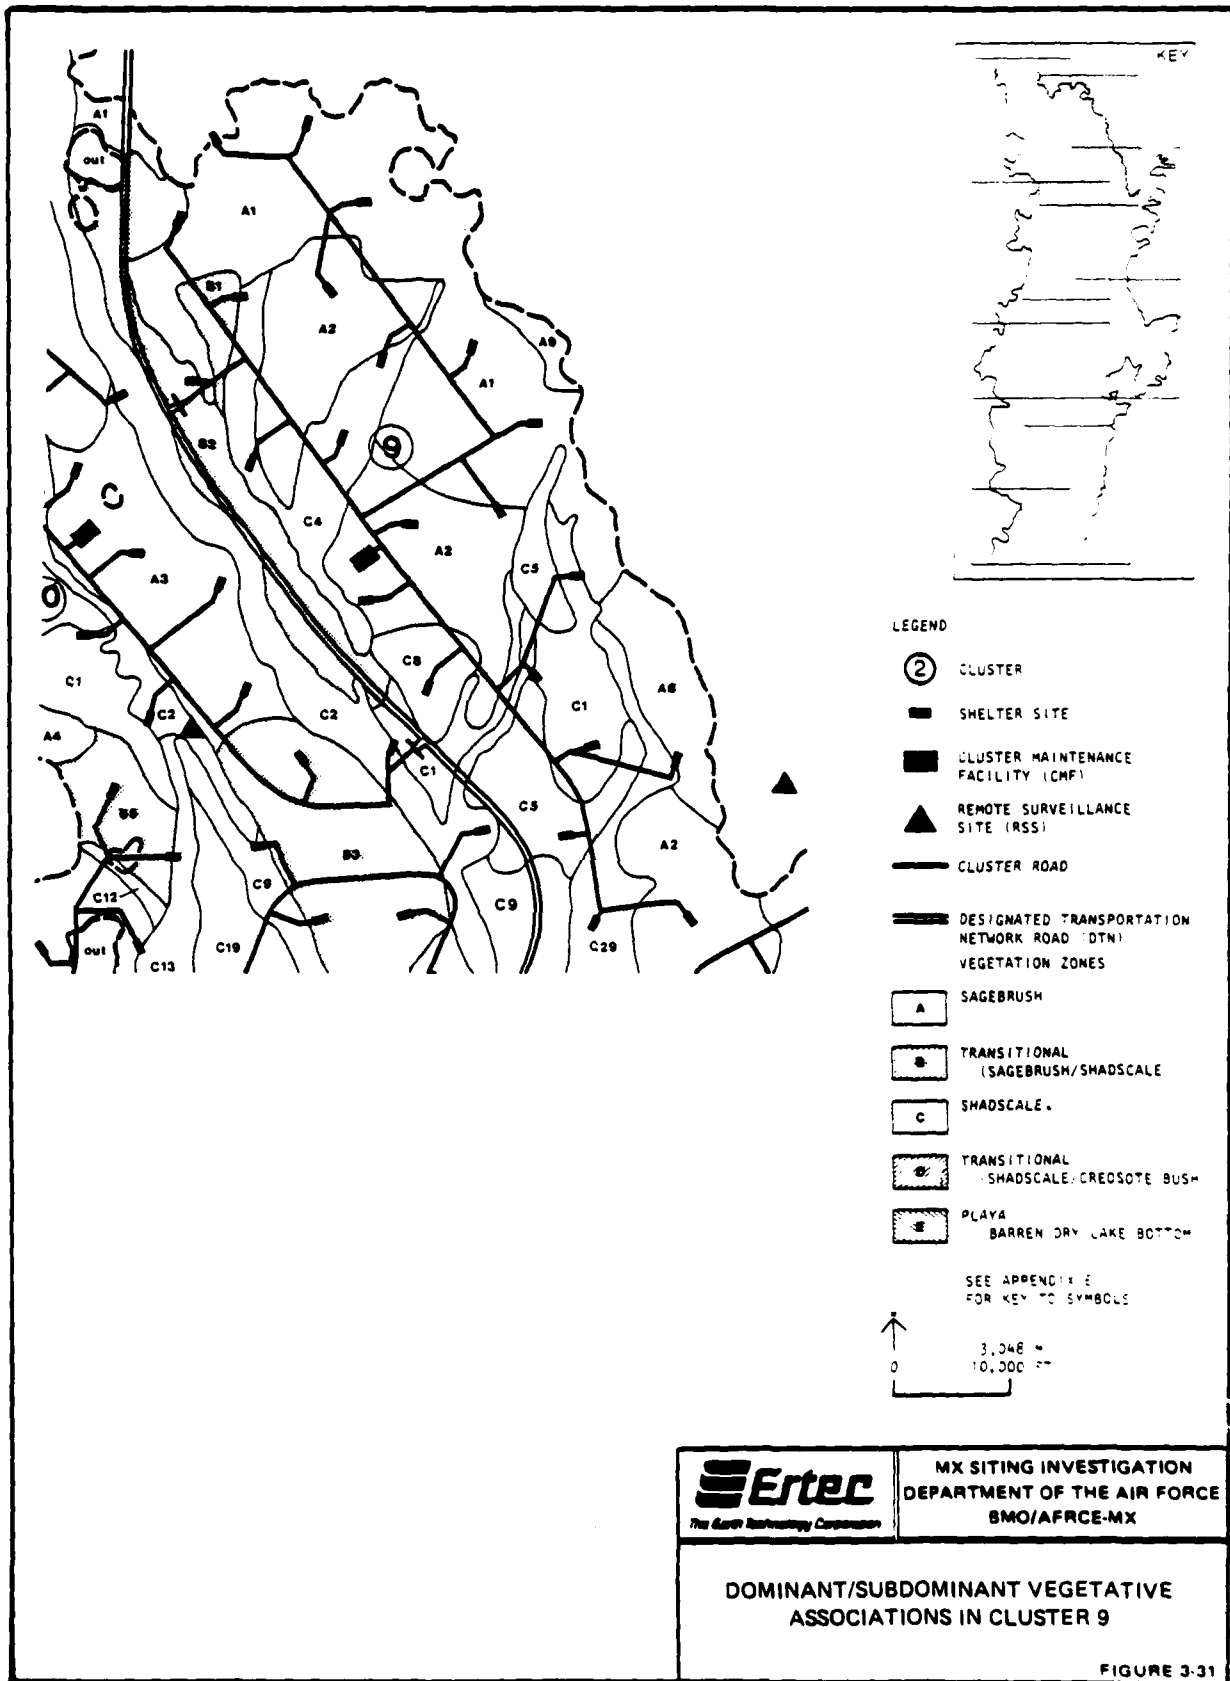 KEY
A1
out
A1
S1
A2
A9
A1
S2
9
C4
A2
C5
A3
0
C8
C1
C2
A6
C1
C2
A4
C1
C5
S5
S3
A2
C9
C12
C9
out
C19
C29
C13
LEGEND
2 CLUSTER
SHELTER SITE
CLUSTER MAINTENANCE
FACILITY (CMF)
REMOTE SURVEILLANCE
SITE (RSS)
CLUSTER ROAD
DESIGNATED TRANSPORTATION
NETWORK ROAD (DTN)
VEGETATION ZONES
A SAGEBRUSH
B TRANSITIONAL
(SAGEBRUSH/SHADSCALE
C SHADSCALE.
TRANSITIONAL
SHADSCALE/CREOSOTE BUSH
E PLAYA
BARREN DRY LAKE BOTTOM
SEE APPENDIX E
FOR KEY TO SYMBOLS
3,048 M
0 10,000 FT
Ertec
The Earth Technology Corporation
MX SITING INVESTIGATION
DEPARTMENT OF THE AIR FORCE
BMO/AFRCE-MX
DOMINANT/SUBDOMINANT VEGETATIVE
ASSOCIATIONS IN CLUSTER 9
FIGURE 3-31